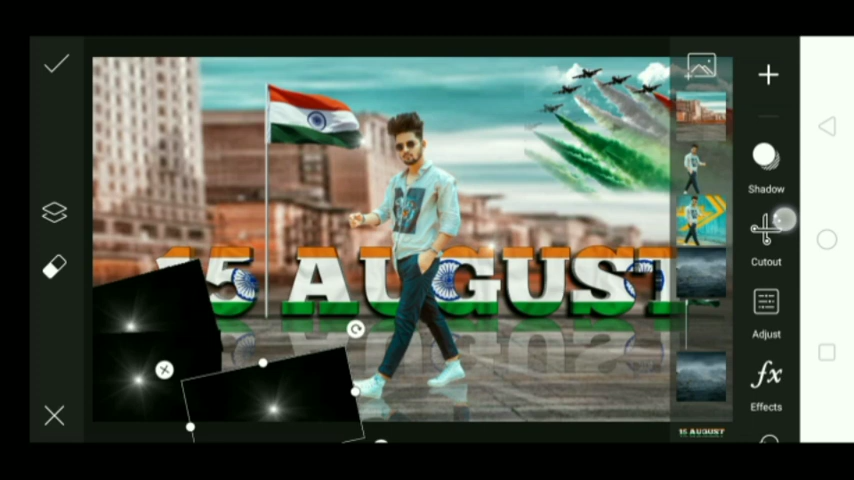 15 AUGUST
Shadow
Cutout
Adjust
fx
Effects
15 AUGUST